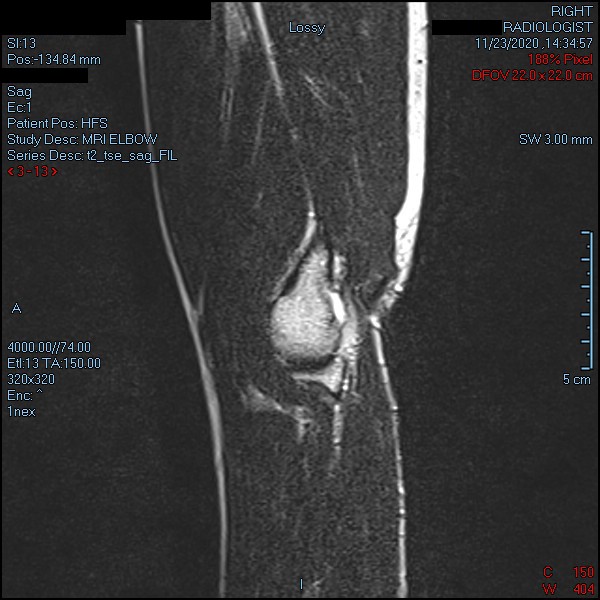 RIGHT
Lossy
RADIOLOGIST
SI:13
11/23/2020 ,14:34:57
Pos:-134.84 mm
188% Pixel
DFOV 22.0 x 22.0 cm
Sag
Ec:1
Patient Pos: HFS
Study Desc: MRI ELBOW
SW 3.00 mm
Series Desc: t2_tse_sag_FIL
< 3 - 13 >
A
4000.00//74.00
Etl:13 TA:150.00
320x320
5 cm
Enc: ^
1nex
I
C 150
W 404